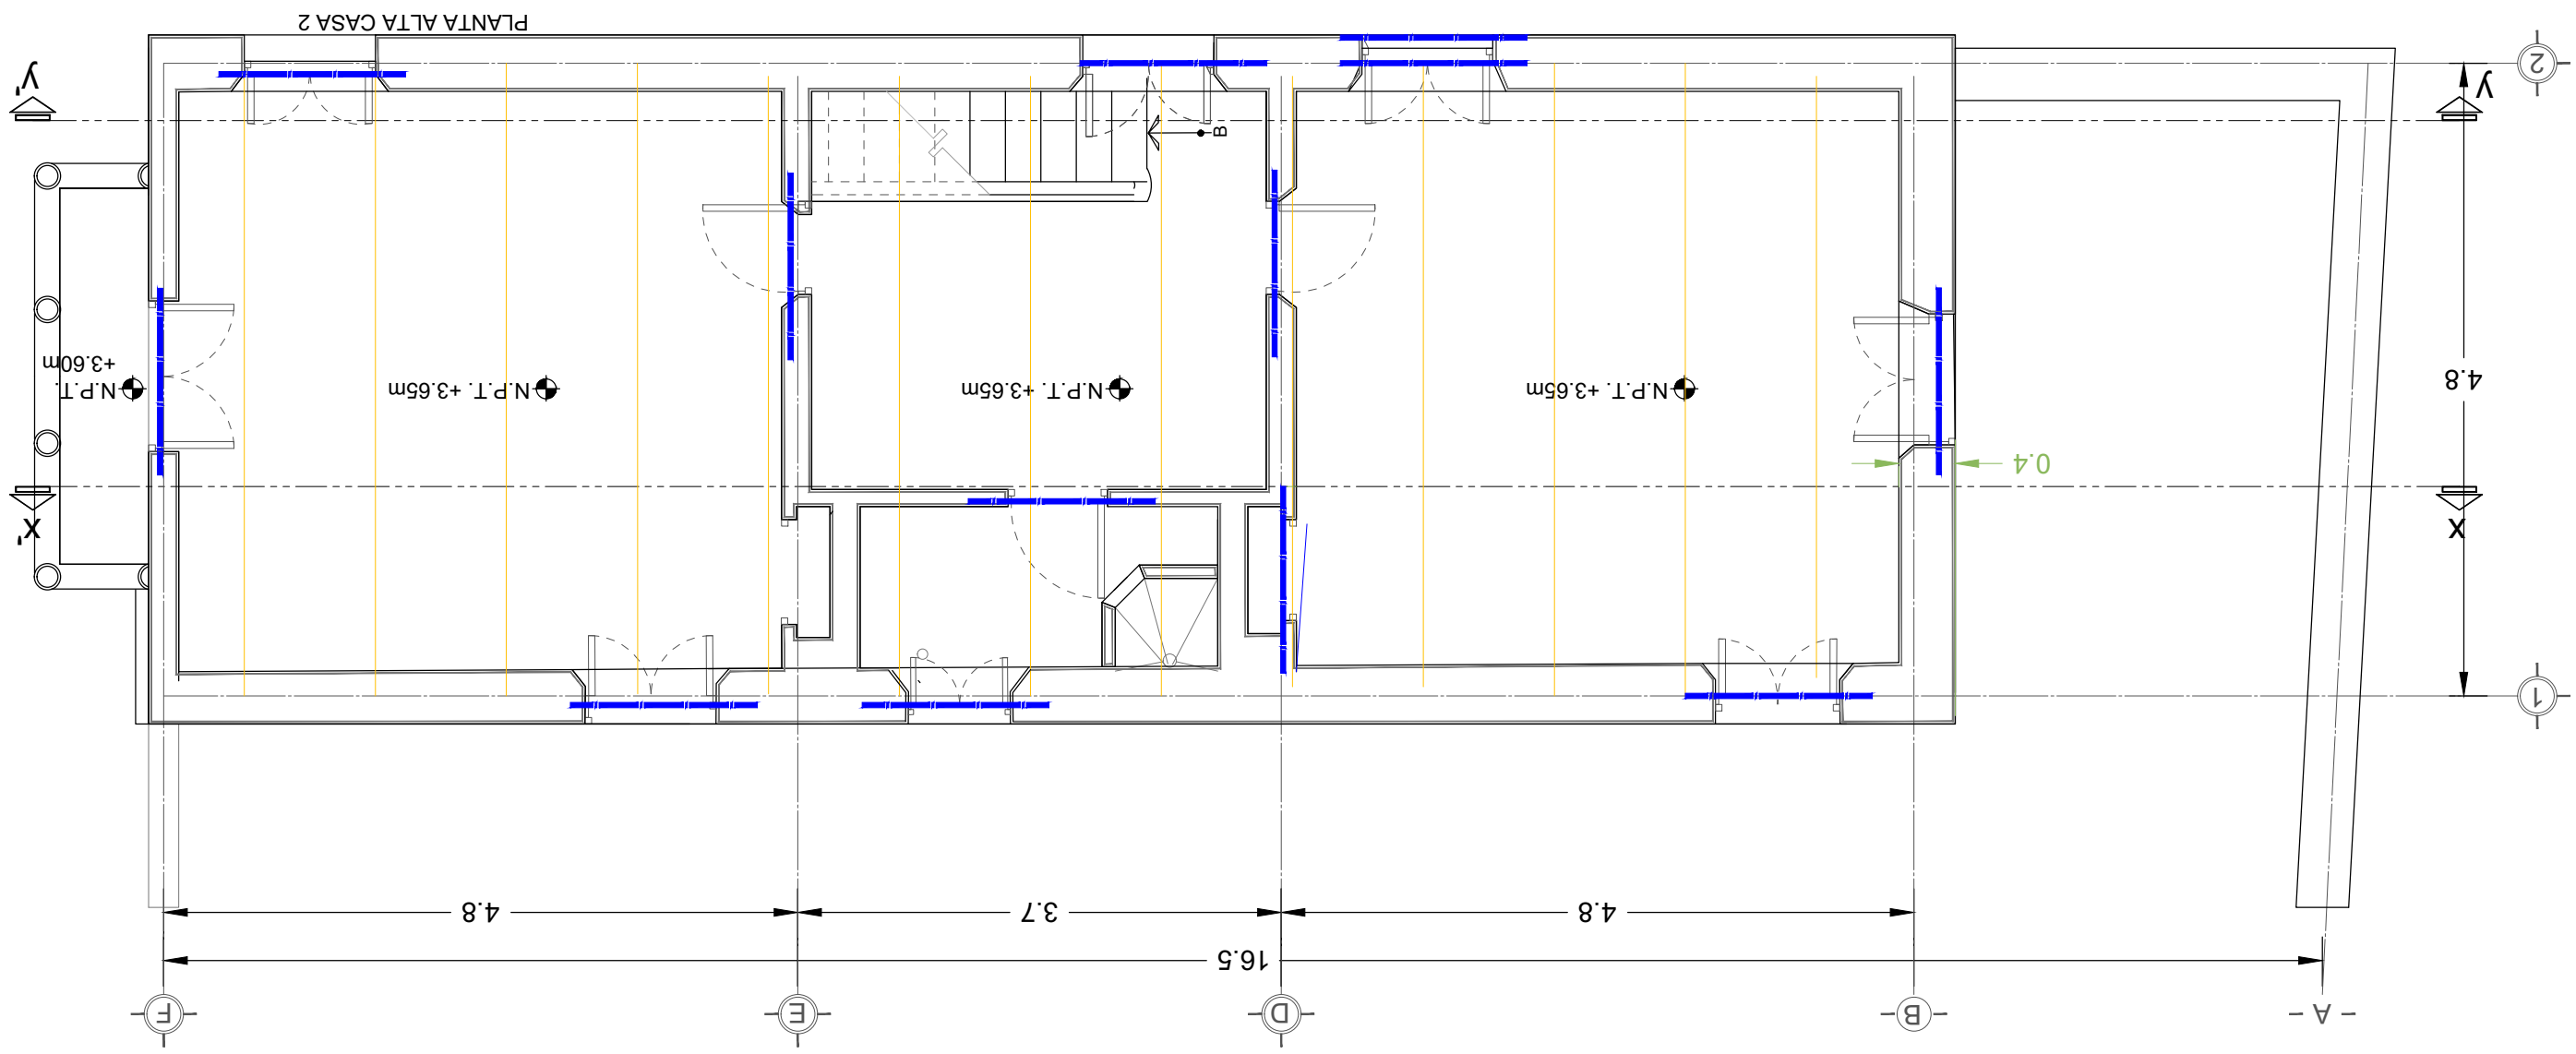 A
B
D
E
F
16.5
4.8
3.7
4.8
1
x
x'
0.4
4.8
N.P.T. +3.65m
N.P.T. +3.65m
N.P.T. +3.65m
N.P.T.
+3.60m
B
y
y'
2
PLANTA ALTA CASA 2